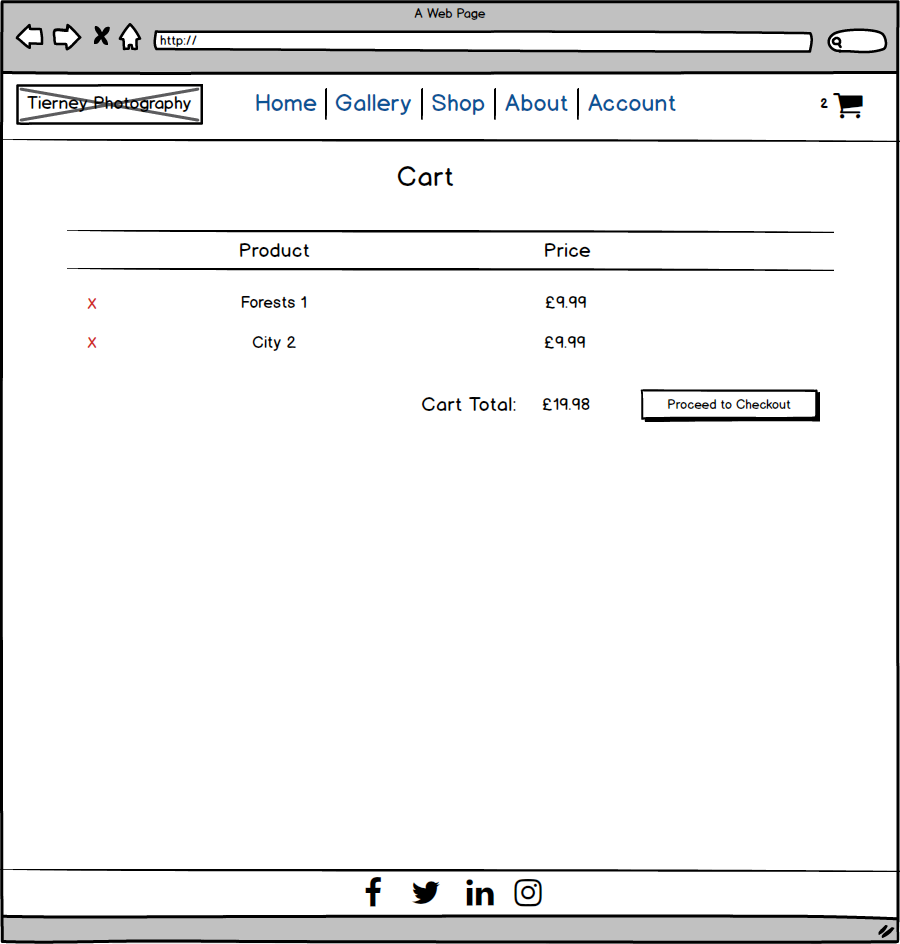 A Web Page
http://
Tierney Photography
Home Gallery Shop About Account
2
Cart
Product Price
X Forests 1 £9.99
X City 2 £9.99
Cart Total: £19.98 Proceed to Checkout